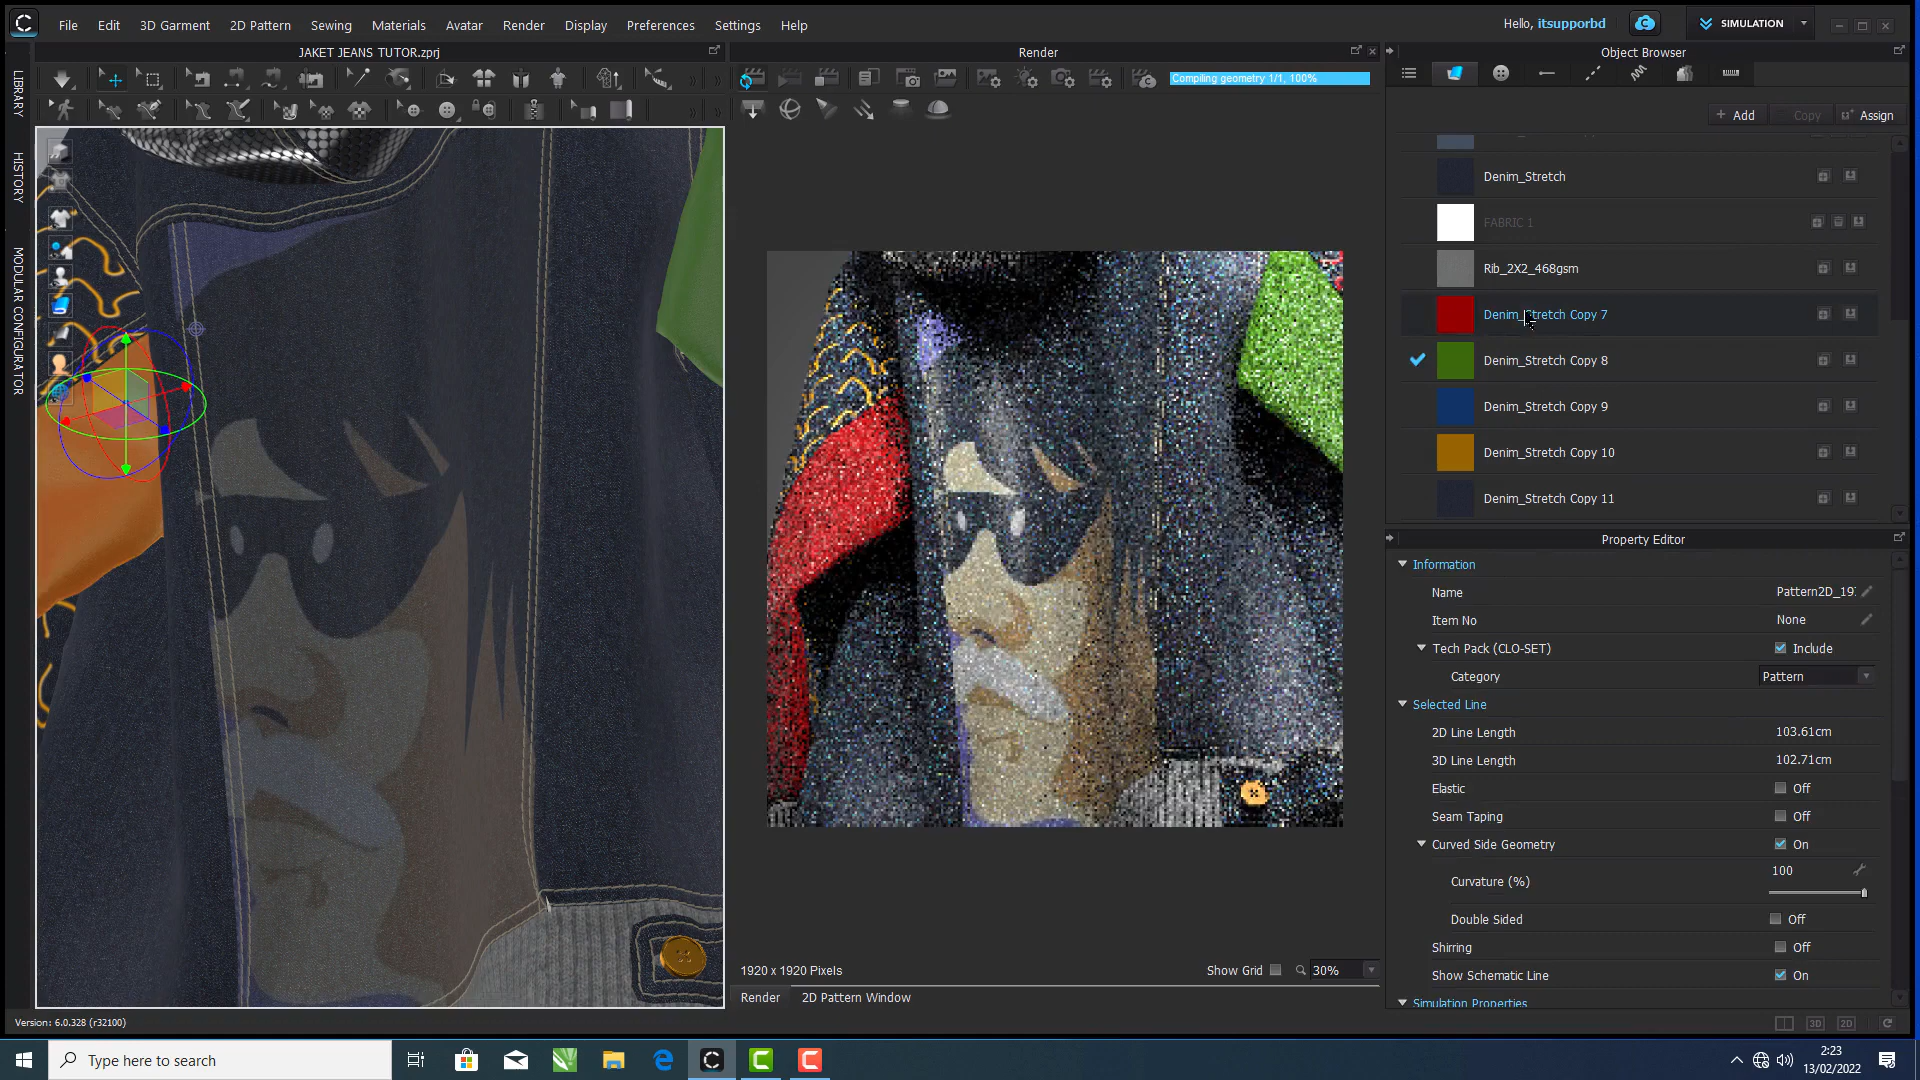 File Edit 3D Garment 2D Pattern Sewing Materials Avatar Render Display Preferences Settings Help
Hello, itsupporbd
SIMULATION
JAKET JEANS TUTOR.zprj
Render
Object Browser
Compiling geometry 1/1, 100%
LIBRARY
HISTORY
MODULAR CONFIGURATOR
+ Add
Copy
Assign
Denim_Stretch
FABRIC 1
Rib_2X2_468gsm
Denim_Stretch Copy 7
Denim_Stretch Copy 8
Denim_Stretch Copy 9
Denim_Stretch Copy 10
Denim_Stretch Copy 11
Property Editor
Information
Name Pattern2D_19
Item No None
Tech Pack (CLO-SET) Include
Category Pattern
Selected Line
2D Line Length 103.61cm
3D Line Length 102.71cm
Elastic Off
Seam Taping Off
Curved Side Geometry On
Curvature (%) 100
Double Sided Off
Shirring Off
Show Schematic Line On
Simulation Properties
1920 x 1920 Pixels
Show Grid
30%
Render 2D Pattern Window
Version: 6.0.328 (r32100)
3D 2D
Type here to search
2:23
13/02/2022